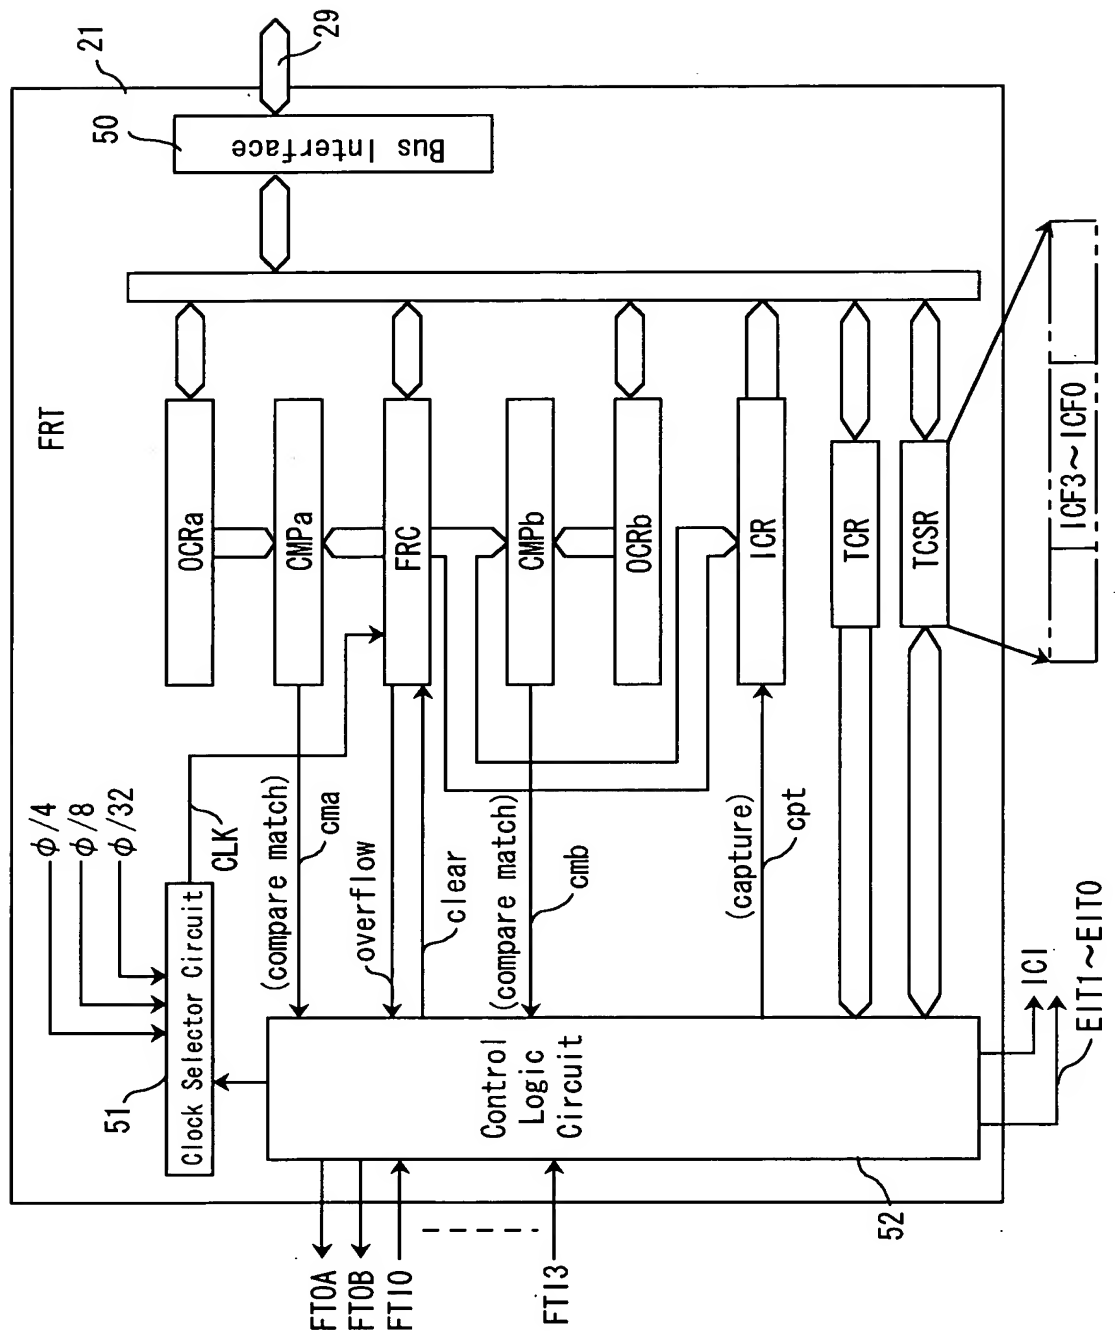 21
29
50
Bus Interface
FRT
OCRa
CMPa
FRC
CMPb
OCRb
ICR
TCR
TCSR
ICF3~ICF0
φ/4
φ/8
φ/32
CLK
51
Clock Selector Circuit
(compare match)
cma
overflow
clear
(compare match)
cmb
(capture)
cpt
Control
Logic
Circuit
52
ICI
EIT1~EIT0
FTOA
FTOB
FTI0
FTI3